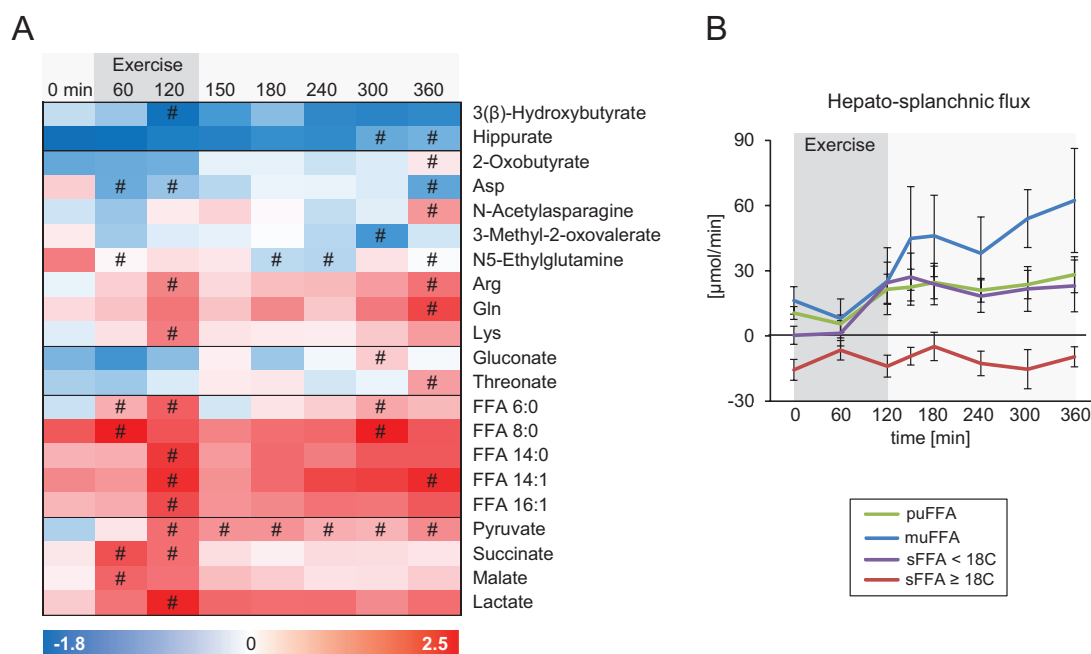 A
Exercise
0 min 60 120 150 180 240 300 360
# 3(β)-Hydroxybutyrate
# # Hippurate
# 2-Oxobutyrate
# # # Asp
# N-Acetylasparagine
# 3-Methyl-2-oxovalerate
# # # # N5-Ethylglutamine
# # Arg
# Gln
# Lys
# Gluconate
# Threonate
# # # FFA 6:0
# # FFA 8:0
# FFA 14:0
# # FFA 14:1
# FFA 16:1
# # # # # # Pyruvate
# # Succinate
# Malate
# Lactate
-1.8 0 2.5
B
Hepato-splanchnic flux
Exercise
[µmol/min]
90
60
30
0
-30
0 60 120 180 240 300 360
time [min]
puFFA
muFFA
sFFA < 18C
sFFA ≥ 18C